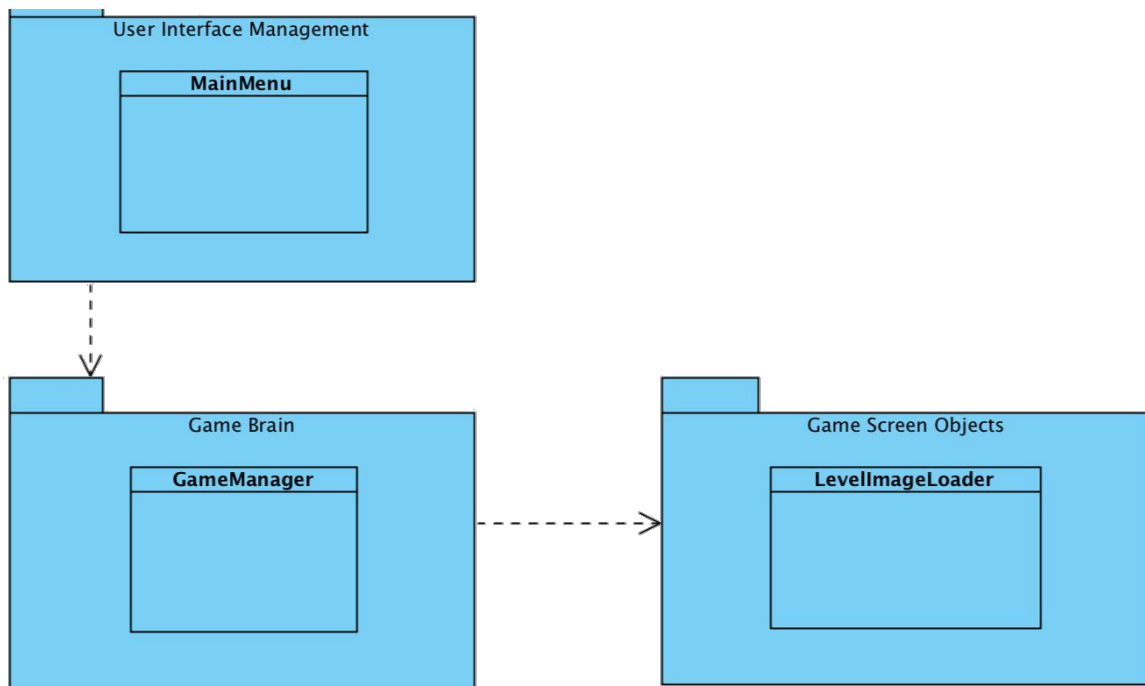 User Interface Management
MainMenu
Game Brain
GameManager
Game Screen Objects
LevelImageLoader